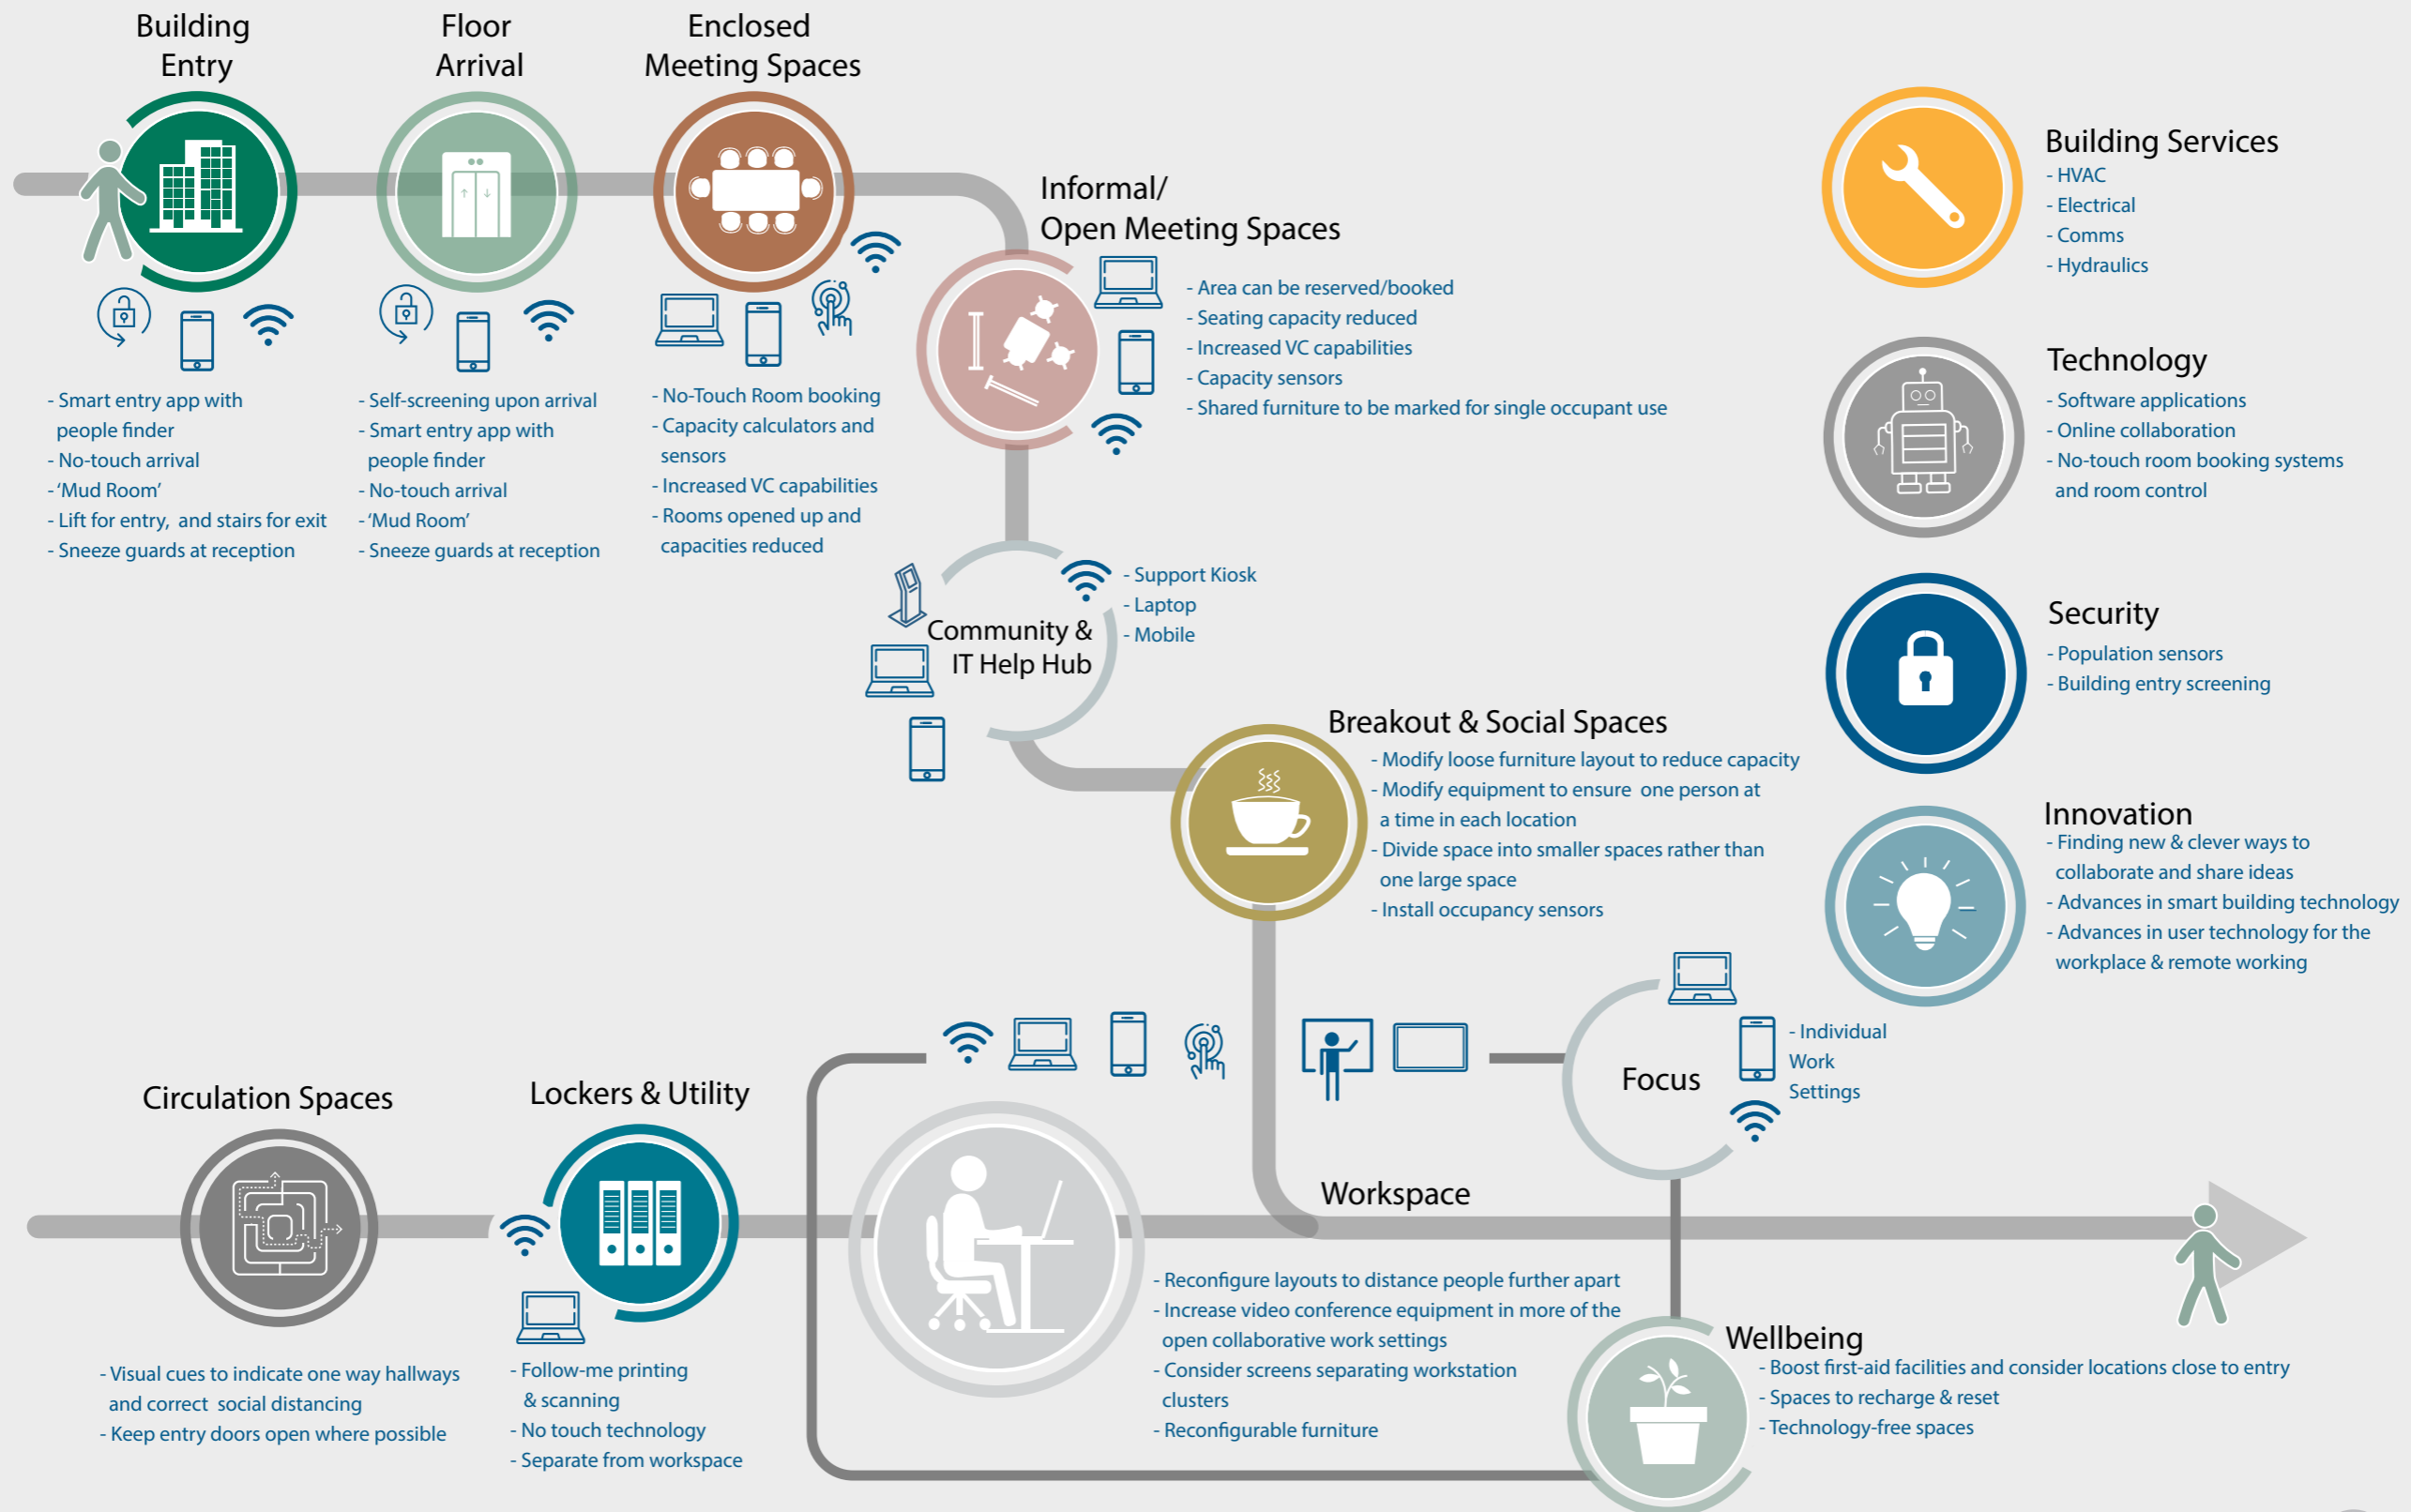 Building
Entry
- Smart entry app with
people finder
- No-touch arrival
- ‘Mud Room’
- Lift for entry, and stairs for exit
- Sneeze guards at reception
Floor
Arrival
- Self-screening upon arrival
- Smart entry app with
people finder
- No-touch arrival
- ‘Mud Room’
- Sneeze guards at reception
Enclosed
Meeting Spaces
- No-Touch Room booking
- Capacity calculators and
sensors
- Increased VC capabilities
- Rooms opened up and
capacities reduced
Informal/
Open Meeting Spaces
- Area can be reserved/booked
- Seating capacity reduced
- Increased VC capabilities
- Capacity sensors
- Shared furniture to be marked for single occupant use
Community &
IT Help Hub
- Support Kiosk
- Laptop
- Mobile
Breakout & Social Spaces
- Modify loose furniture layout to reduce capacity
- Modify equipment to ensure one person at
a time in each location
- Divide space into smaller spaces rather than
one large space
- Install occupancy sensors
Building Services
- HVAC
- Electrical
- Comms
- Hydraulics
Technology
- Software applications
- Online collaboration
- No-touch room booking systems
and room control
Security
- Population sensors
- Building entry screening
Innovation
- Finding new & clever ways to
collaborate and share ideas
- Advances in smart building technology
- Advances in user technology for the
workplace & remote working
Circulation Spaces
- Visual cues to indicate one way hallways
and correct social distancing
- Keep entry doors open where possible
Lockers & Utility
- Follow-me printing
& scanning
- No touch technology
- Separate from workspace
Workspace
- Reconfigure layouts to distance people further apart
- Increase video conference equipment in more of the
open collaborative work settings
- Consider screens separating workstation
clusters
- Reconfigurable furniture
Focus
- Individual
Work
Settings
Wellbeing
- Boost first-aid facilities and consider locations close to entry
- Spaces to recharge & reset
- Technology-free spaces